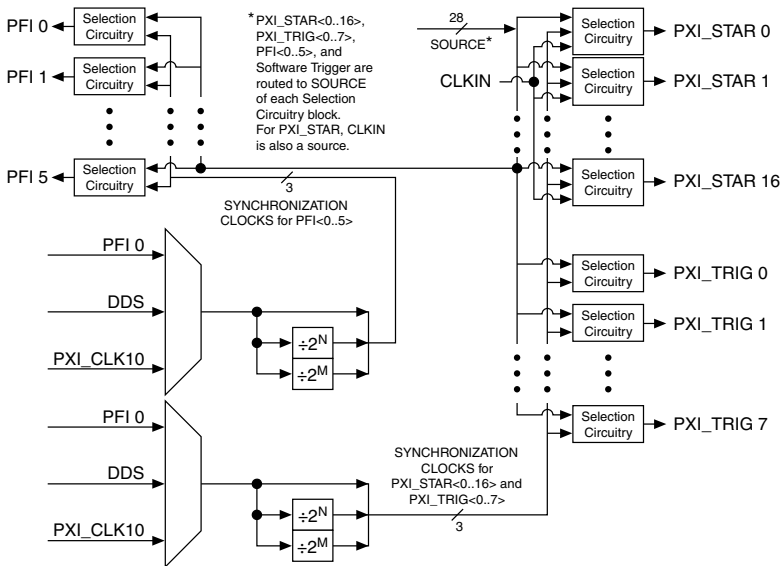 PFI 0
Selection
Circuitry
PFI 1
Selection
Circuitry
PFI 5
Selection
Circuitry
* PXI_STAR<0..16>,
PXI_TRIG<0..7>,
PFI<0..5>, and
Software Trigger are
routed to SOURCE
of each Selection
Circuitry block.
For PXI_STAR, CLKIN
is also a source.
28
SOURCE*
CLKIN
Selection
Circuitry
PXI_STAR 0
Selection
Circuitry
PXI_STAR 1
Selection
Circuitry
PXI_STAR 16
3
SYNCHRONIZATION
CLOCKS for PFI<0..5>
PFI 0
DDS
PXI_CLK10
÷2ᴺ
÷2ᴹ
Selection
Circuitry
PXI_TRIG 0
Selection
Circuitry
PXI_TRIG 1
Selection
Circuitry
PXI_TRIG 7
PFI 0
DDS
PXI_CLK10
÷2ᴺ
÷2ᴹ
SYNCHRONIZATION
CLOCKS for
PXI_STAR<0..16> and
PXI_TRIG<0..7>
3